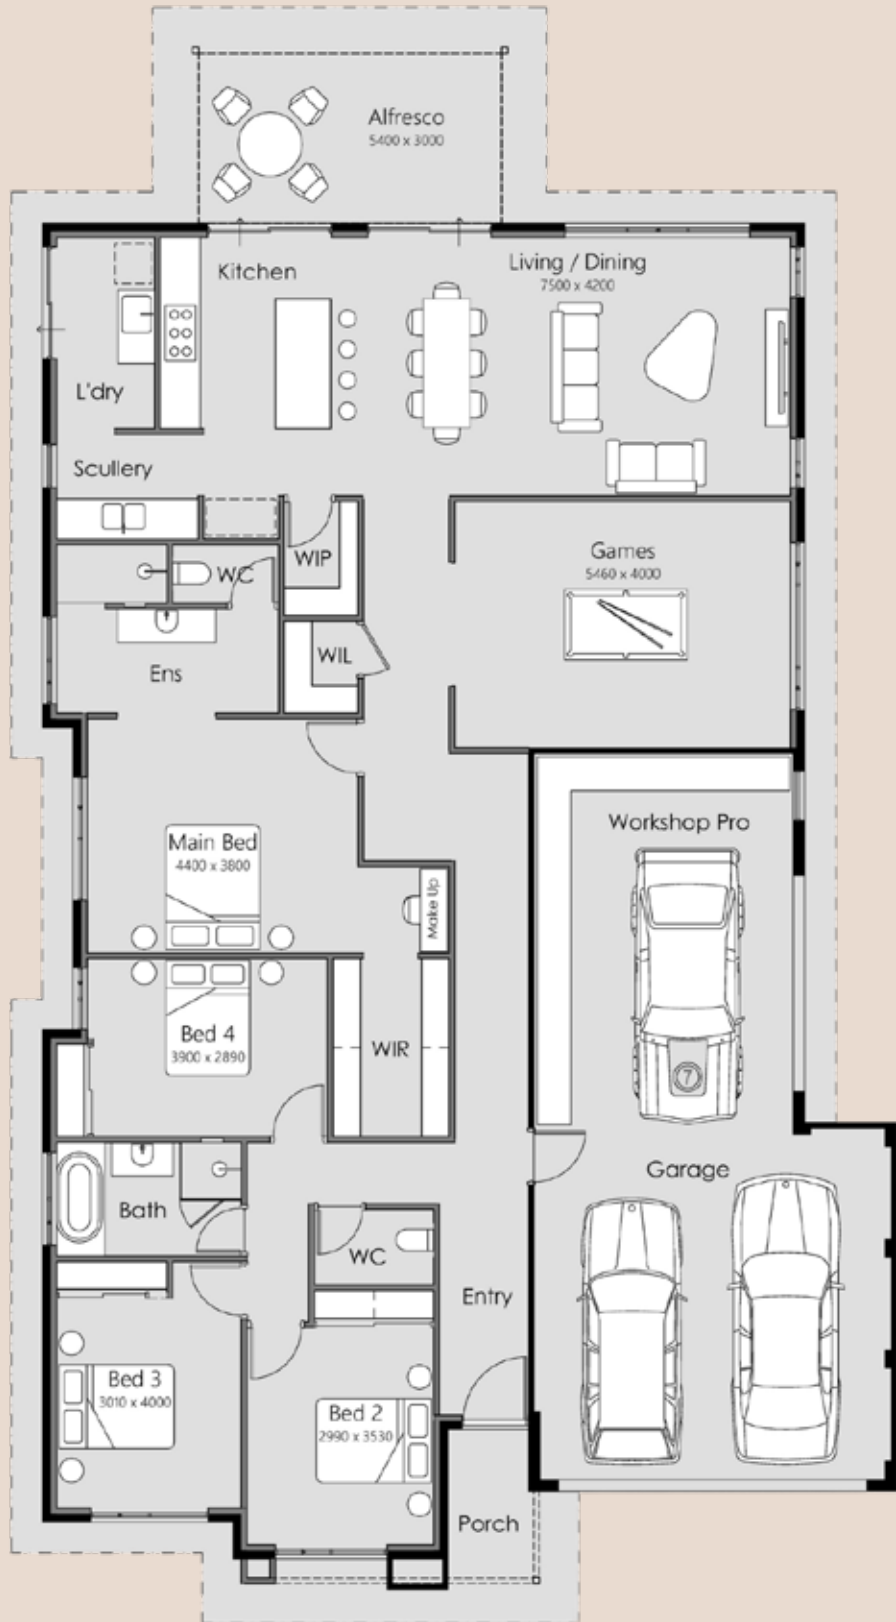 Alfresco
5400 x 3000
Kitchen
Living / Dining
7500 x 4200
L'dry
Scullery
WIP
WC
Games
5460 x 4000
WIL
Ens
Workshop Pro
Main Bed
4400 x 3800
Make Up
Bed 4
3900 x 2890
WIR
7
Garage
Bath
WC
Entry
Bed 3
3010 x 4000
Bed 2
2990 x 3530
Porch